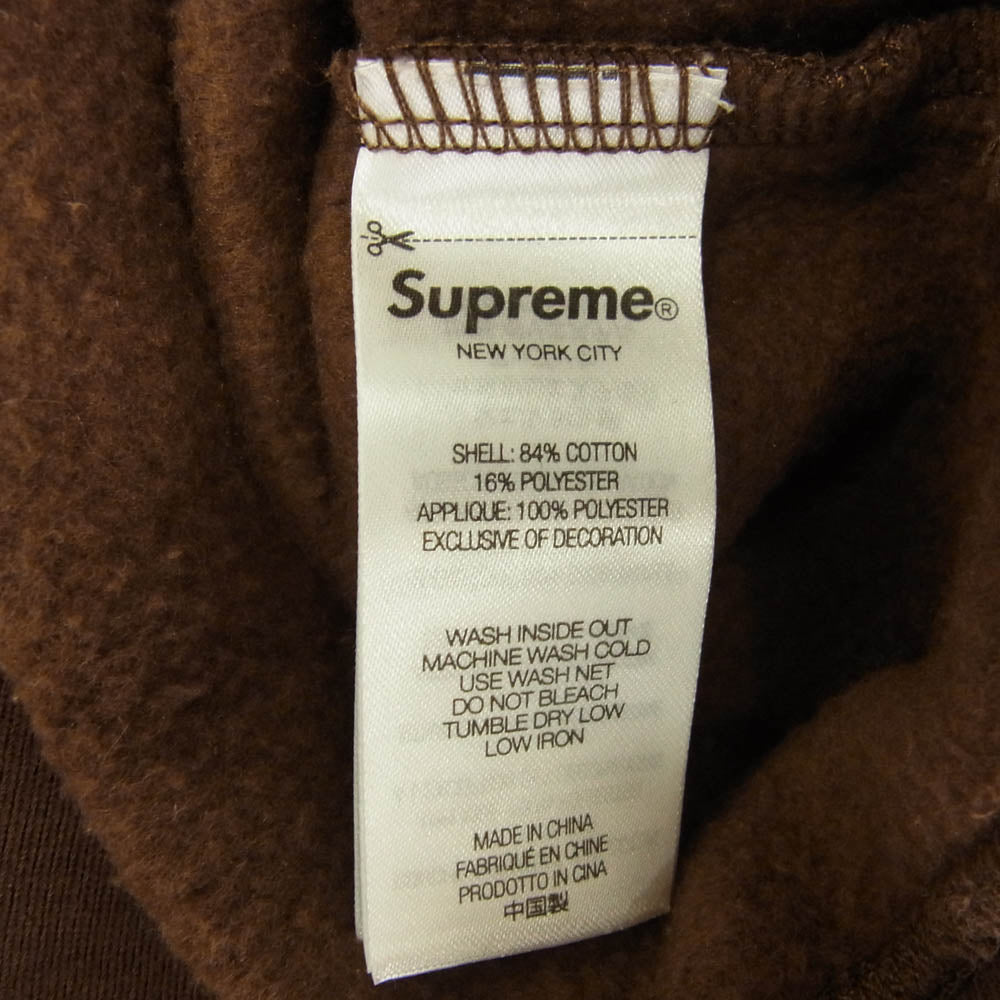 Supreme®
NEW YORK CITY
SHELL: 84% COTTON
16% POLYESTER
APPLIQUE: 100% POLYESTER
EXCLUSIVE OF DECORATION
WASH INSIDE OUT
MACHINE WASH COLD
USE WASH NET
DO NOT BLEACH
TUMBLE DRY LOW
LOW IRON
MADE IN CHINA
FABRIQUÉ EN CHINE
PRODOTTO IN CINA
中国製